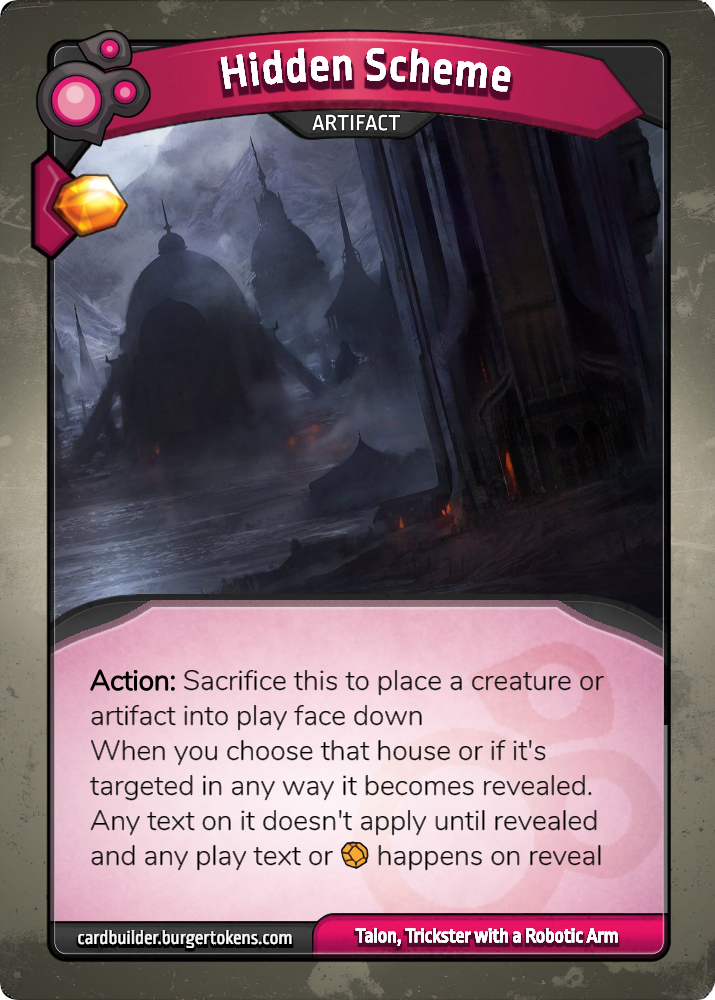 Hidden Scheme
ARTIFACT
Action: Sacrifice this to place a creature or
artifact into play face down
When you choose that house or if it's
targeted in any way it becomes revealed.
Any text on it doesn't apply until revealed
and any play text or happens on reveal
cardbuilder.burgertokens.com
Talon, Trickster with a Robotic Arm